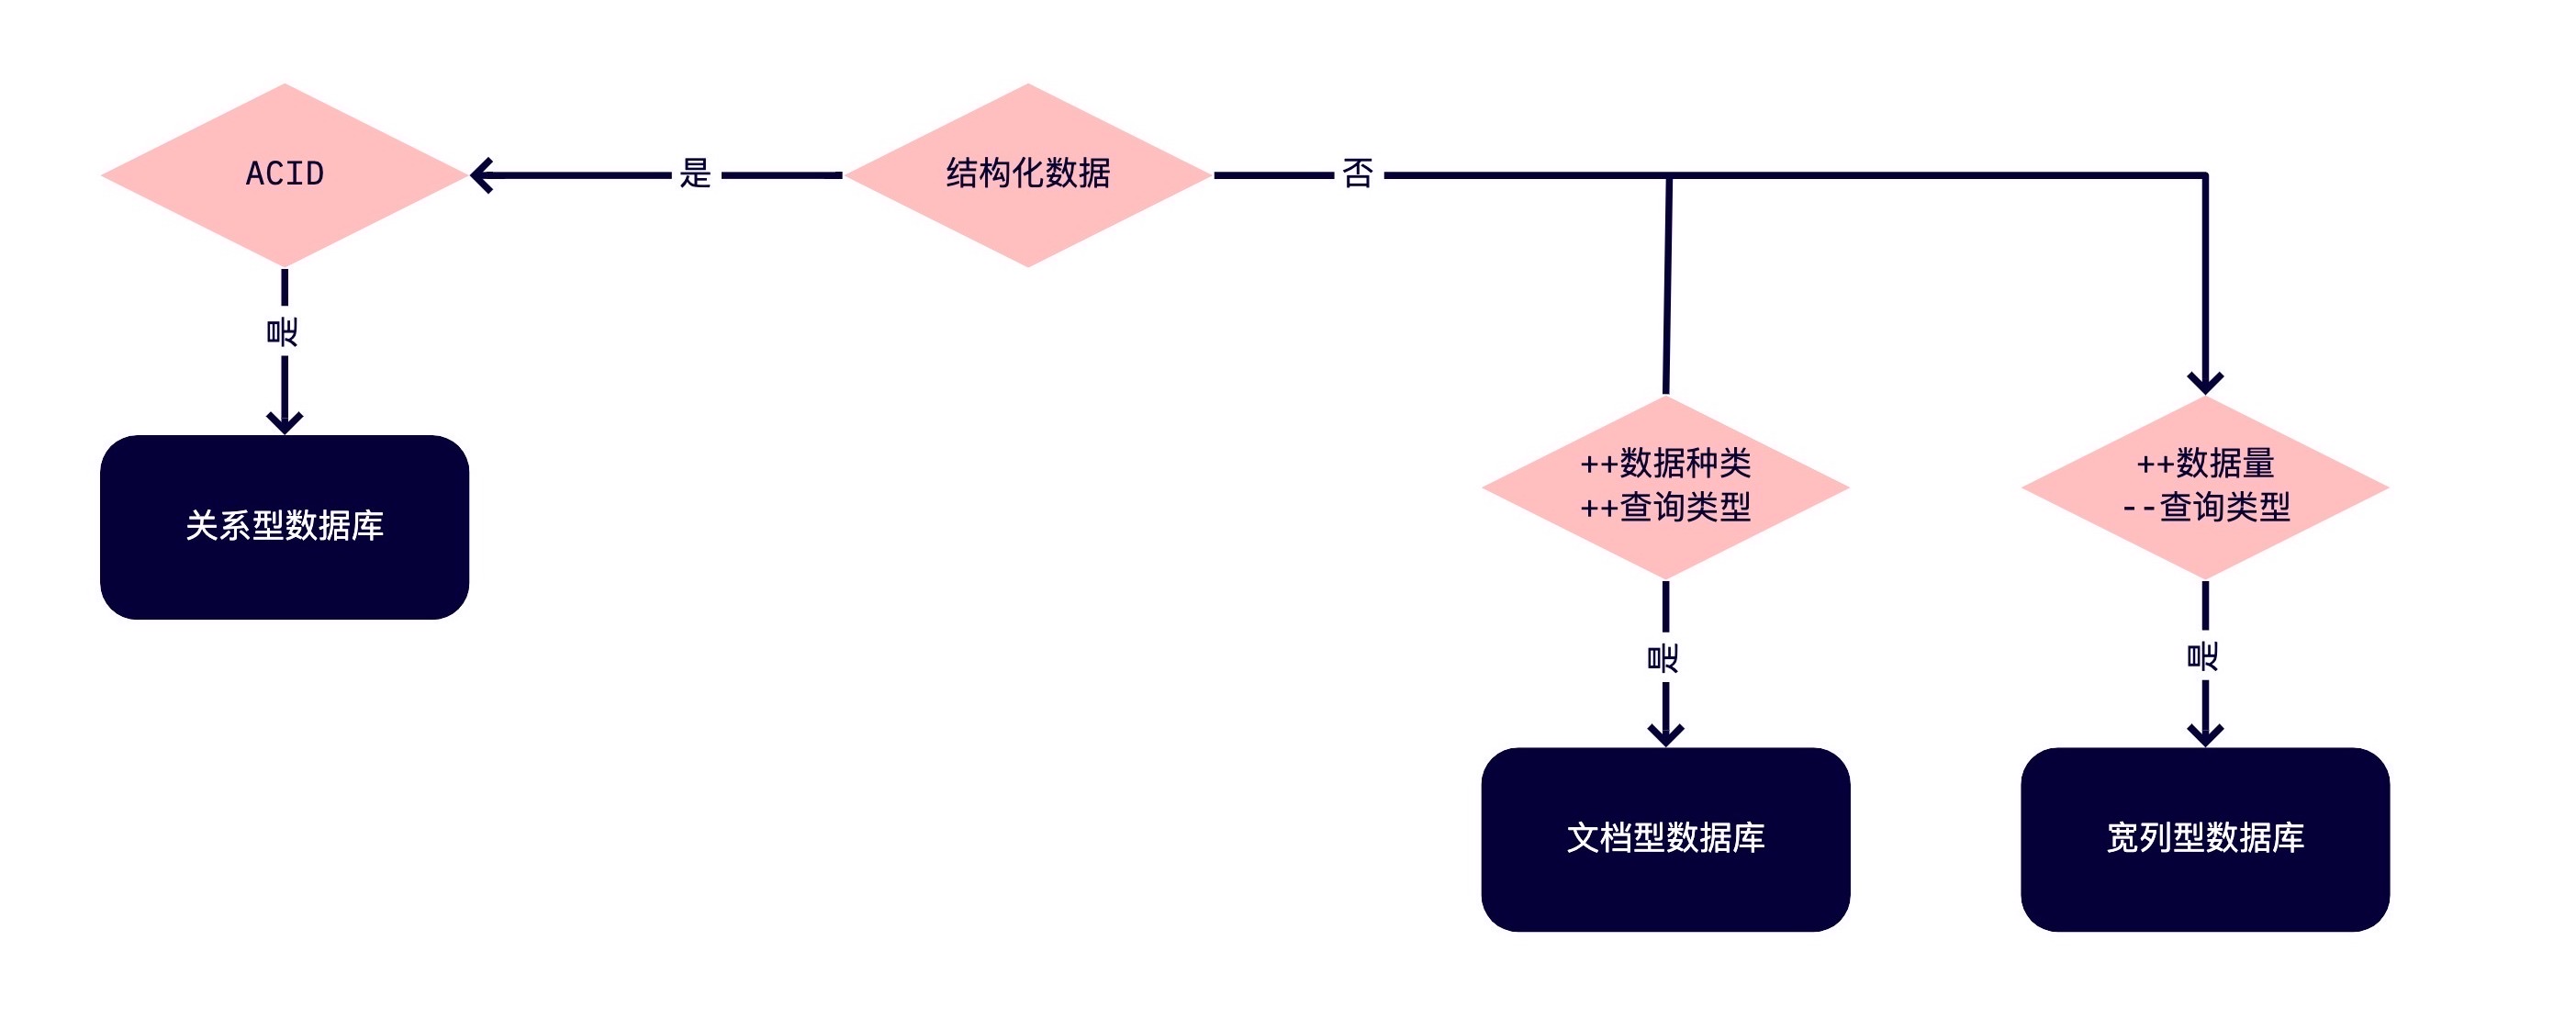 ACID
是
结构化数据
否
是
关系型数据库
++数据种类
++查询类型
++数据量
--查询类型
是
是
文档型数据库
宽列型数据库